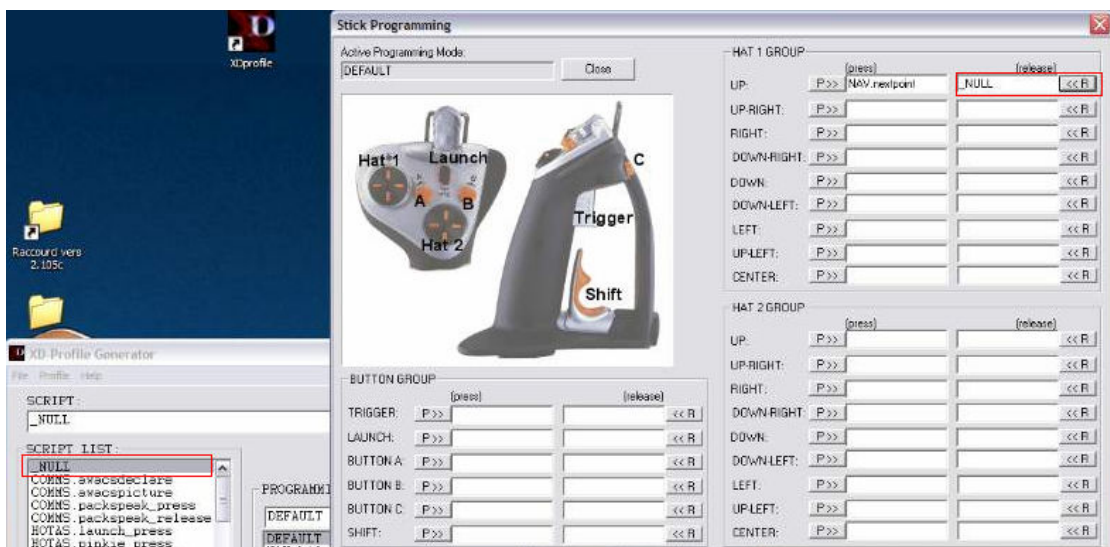 XDprofile
Raccourd vers
2.105c
XD-Profile Generator
File Profile Help
SCRIPT:
_NULL
SCRIPT LIST:
_NULL
COMMS.awacsdeclare
COMMS.awacspicture
COMMS.packspeak_press
COMMS.packspeak_release
HOTAS.launch_press
HOTAS.pinkie_press
DEFAULT
DEFAULT
Stick Programming
Active Programming Mode:
DEFAULT
Close
Hat 1 Launch C
A B
Trigger
Hat 2
Shift
BUTTON GROUP
(press) (release)
TRIGGER: P>> << R
LAUNCH: P>> << R
BUTTON A: P>> << R
BUTTON B: P>> << R
BUTTON C: P>> << R
SHIFT: P>> << R
HAT 1 GROUP
(press) (release)
UP: P>> NAV.nextpoint _NULL << R
UP-RIGHT: P>> << R
RIGHT: P>> << R
DOWN-RIGHT: P>> << R
DOWN: P>> << R
DOWN-LEFT: P>> << R
LEFT: P>> << R
UP-LEFT: P>> << R
CENTER: P>> << R
HAT 2 GROUP
(press) (release)
UP: P>> << R
UP-RIGHT: P>> << R
RIGHT: P>> << R
DOWN-RIGHT: P>> << R
DOWN: P>> << R
DOWN-LEFT: P>> << R
LEFT: P>> << R
UP-LEFT: P>> << R
CENTER: P>> << R